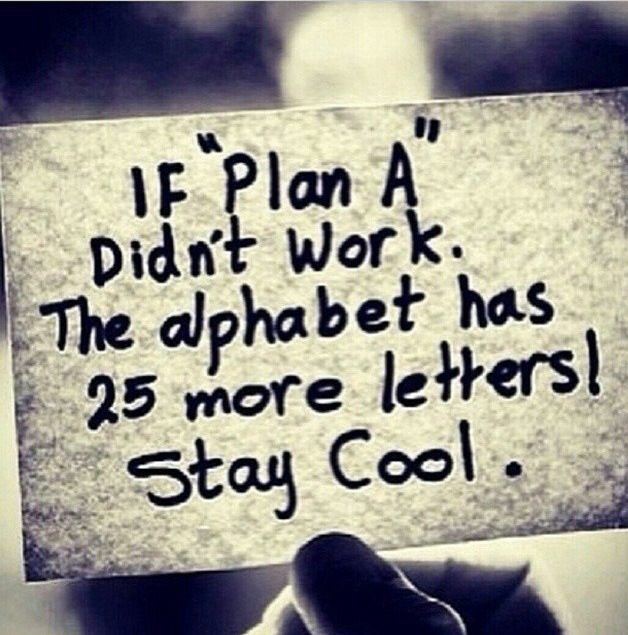 IF "Plan A"
Didn't Work.
The alphabet has
25 more letters!
Stay Cool.